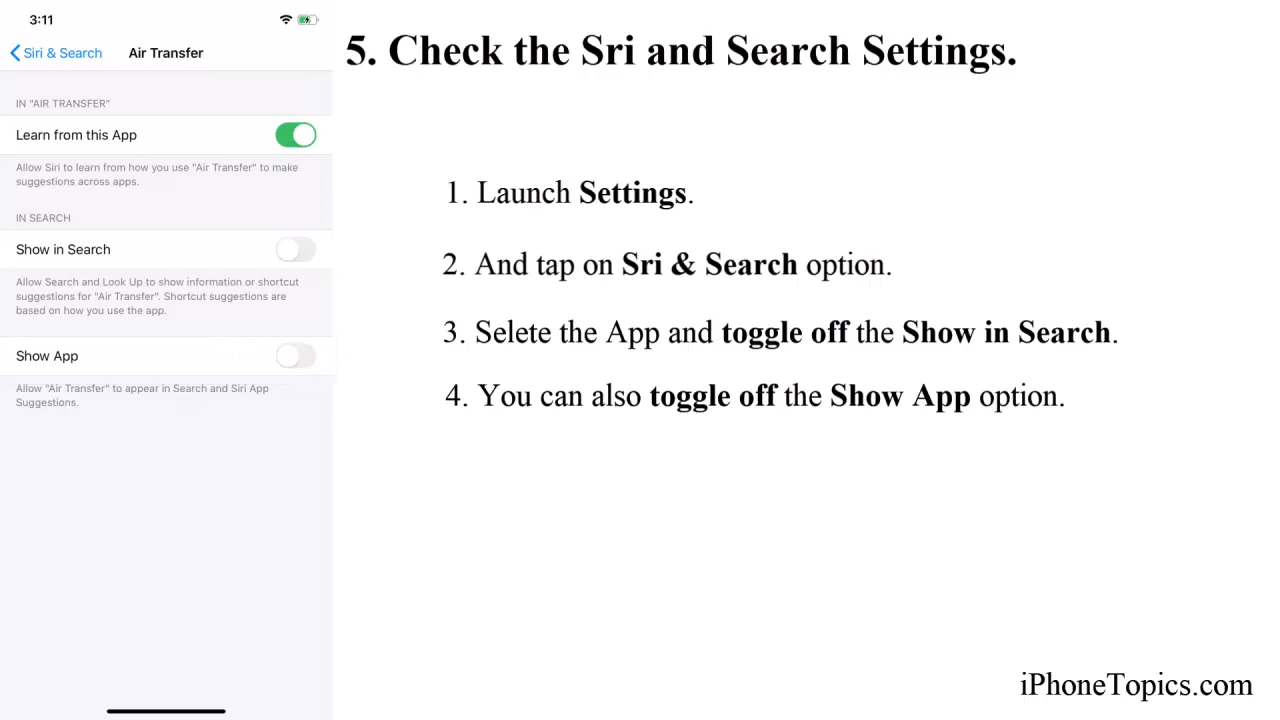 3:11
Siri & Search
Air Transfer
IN "AIR TRANSFER"
Learn from this App
Allow Siri to learn from how you use "Air Transfer" to make
suggestions across apps.
IN SEARCH
Show in Search
Allow Search and Look Up to show information or shortcut
suggestions for "Air Transfer". Shortcut suggestions are
based on how you use the app.
Show App
Allow "Air Transfer" to appear in Search and Siri App
Suggestions.
5. Check the Sri and Search Settings.
1. Launch Settings.
2. And tap on Sri & Search option.
3. Selete the App and toggle off the Show in Search.
4. You can also toggle off the Show App option.
iPhoneTopics.com